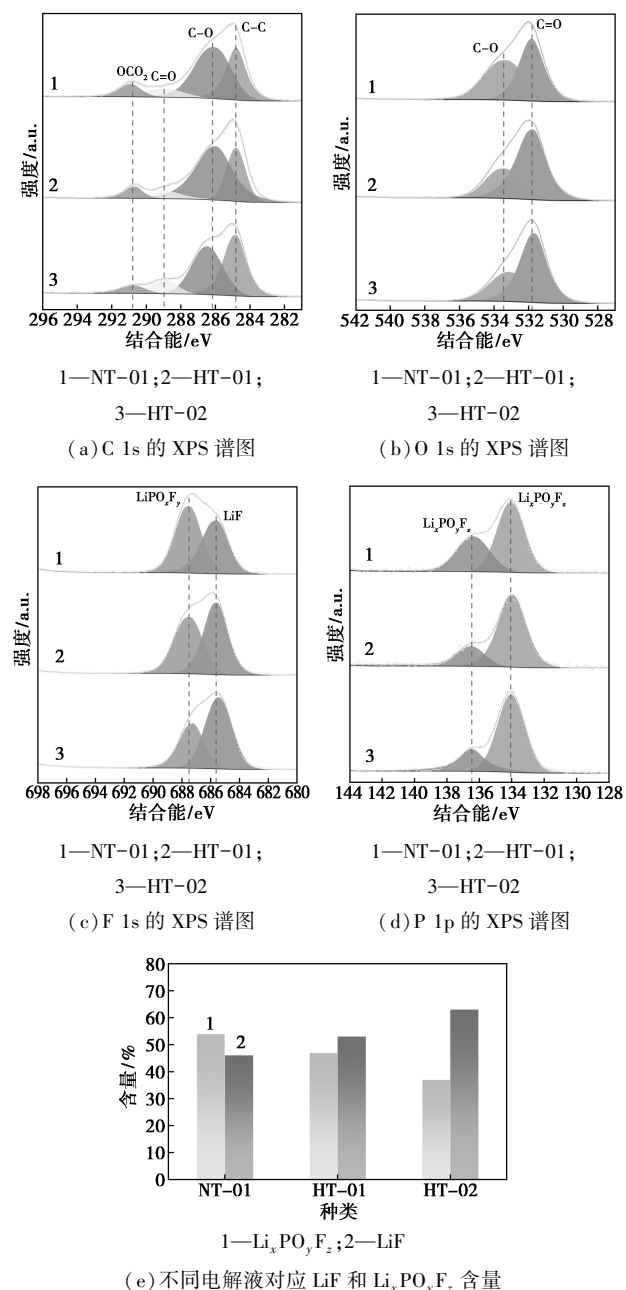 C-O C-C
OCO₂ C=O
1
2
3
强度/a.u.
296 294 292 290 288 286 284 282
结合能/eV
1—NT-01;2—HT-01;
3—HT-02
(a)C 1s 的 XPS 谱图
C=O
C-O
1
2
3
强度/a.u.
542 540 538 536 534 532 530 528
结合能/eV
1—NT-01;2—HT-01;
3—HT-02
(b)O 1s 的 XPS 谱图
LiPOₓFᵧ
LiF
1
2
3
强度/a.u.
698 696 694 692 690 688 686 684 682 680
结合能/eV
1—NT-01;2—HT-01;
3—HT-02
(c)F 1s 的 XPS 谱图
LiₓPOᵧF_z
LiₓPOᵧF_z
1
2
3
强度/a.u.
144 142 140 138 136 134 132 130 128
结合能/eV
1—NT-01;2—HT-01;
3—HT-02
(d)P 1p 的 XPS 谱图
80
70
60
50
40
30
20
10
0
含量/%
1
2
NT-01 HT-01 HT-02
种类
1—LiₓPOᵧF_z;2—LiF
(e)不同电解液对应 LiF 和 LiₓPOₓF_z 含量